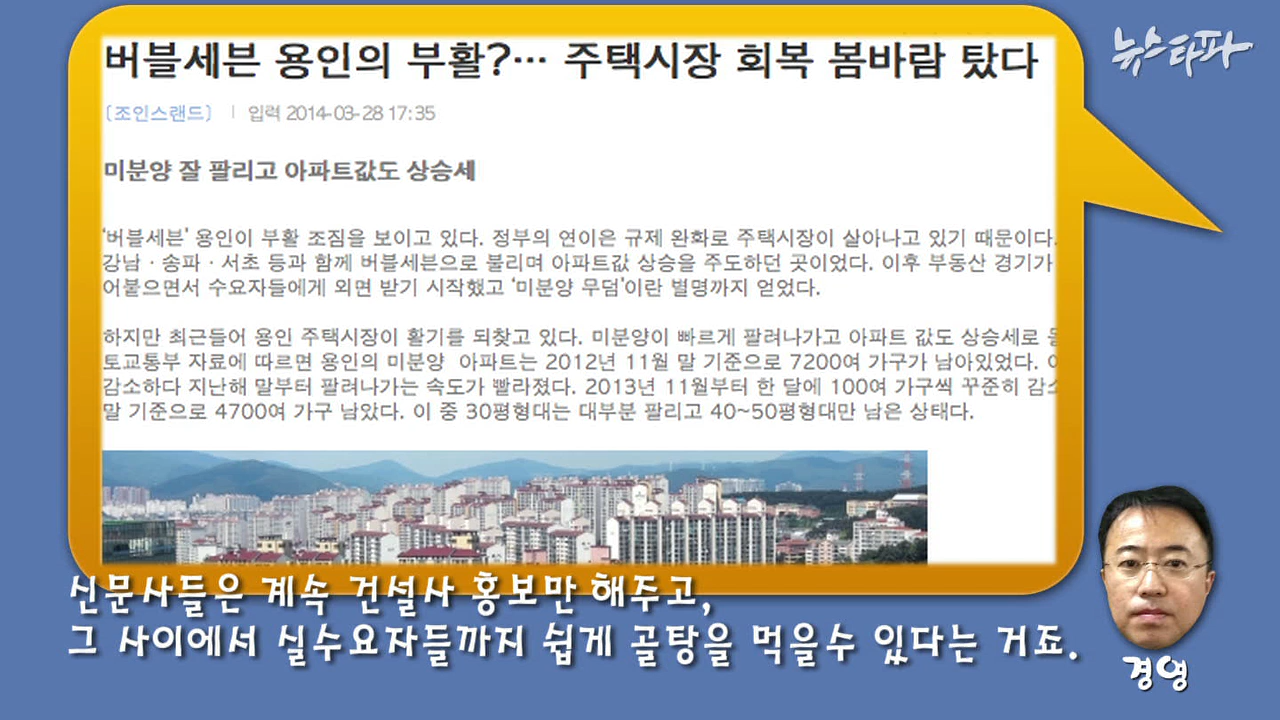 버블세븐 용인의 부활?··· 주택시장 회복 봄바람 탔다
뉴스타파
[조인스랜드] | 입력 2014-03-28 17:35
미분양 잘 팔리고 아파트값도 상승세
'버블세븐' 용인이 부활 조짐을 보이고 있다. 정부의 연이은 규제 완화로 주택시장이 살아나고 있기 때문이다.
강남·송파·서초 등과 함께 버블세븐으로 불리며 아파트값 상승을 주도하던 곳이었다. 이후 부동산 경기가
어붙으면서 수요자들에게 외면 받기 시작했고 '미분양 무덤'이란 별명까지 얻었다.
하지만 최근들어 용인 주택시장이 활기를 되찾고 있다. 미분양이 빠르게 팔려나가고 아파트 값도 상승세로
토교통부 자료에 따르면 용인의 미분양 아파트는 2012년 11월 말 기준으로 7200여 가구가 남아있었다.
감소하다 지난해 말부터 팔려나가는 속도가 빨라졌다. 2013년 11월부터 한 달에 100여 가구씩 꾸준히 감소
말 기준으로 4700여 가구 남았다. 이 중 30평형대는 대부분 팔리고 40~50평형대만 남은 상태다.
신문사들은 계속 건설사 홍보만 해주고,
그 사이에서 실수요자들까지 쉽게 골탕을 먹을수 있다는 거죠.
경영